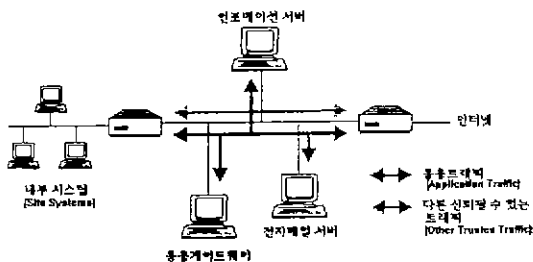 인포메이션 서버
인터넷
내부 시스템
[Site Systems]
응용트래픽
[Application Traffic]
다른 신뢰할 수 있는
트래픽
[Other Trustes Traffic]
전자메일 서버
응용게이트웨이